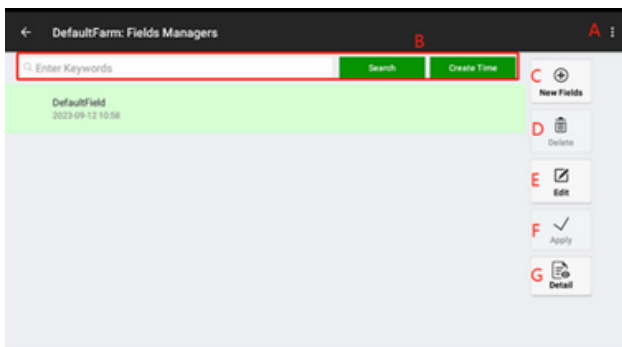 DefaultFarm: Fields Managers
A
B
Enter Keywords
Search
Create Time
DefaultField
2023-09-12 10:58
C
New Fields
D
Delete
E
Edit
F
Apply
G
Detail